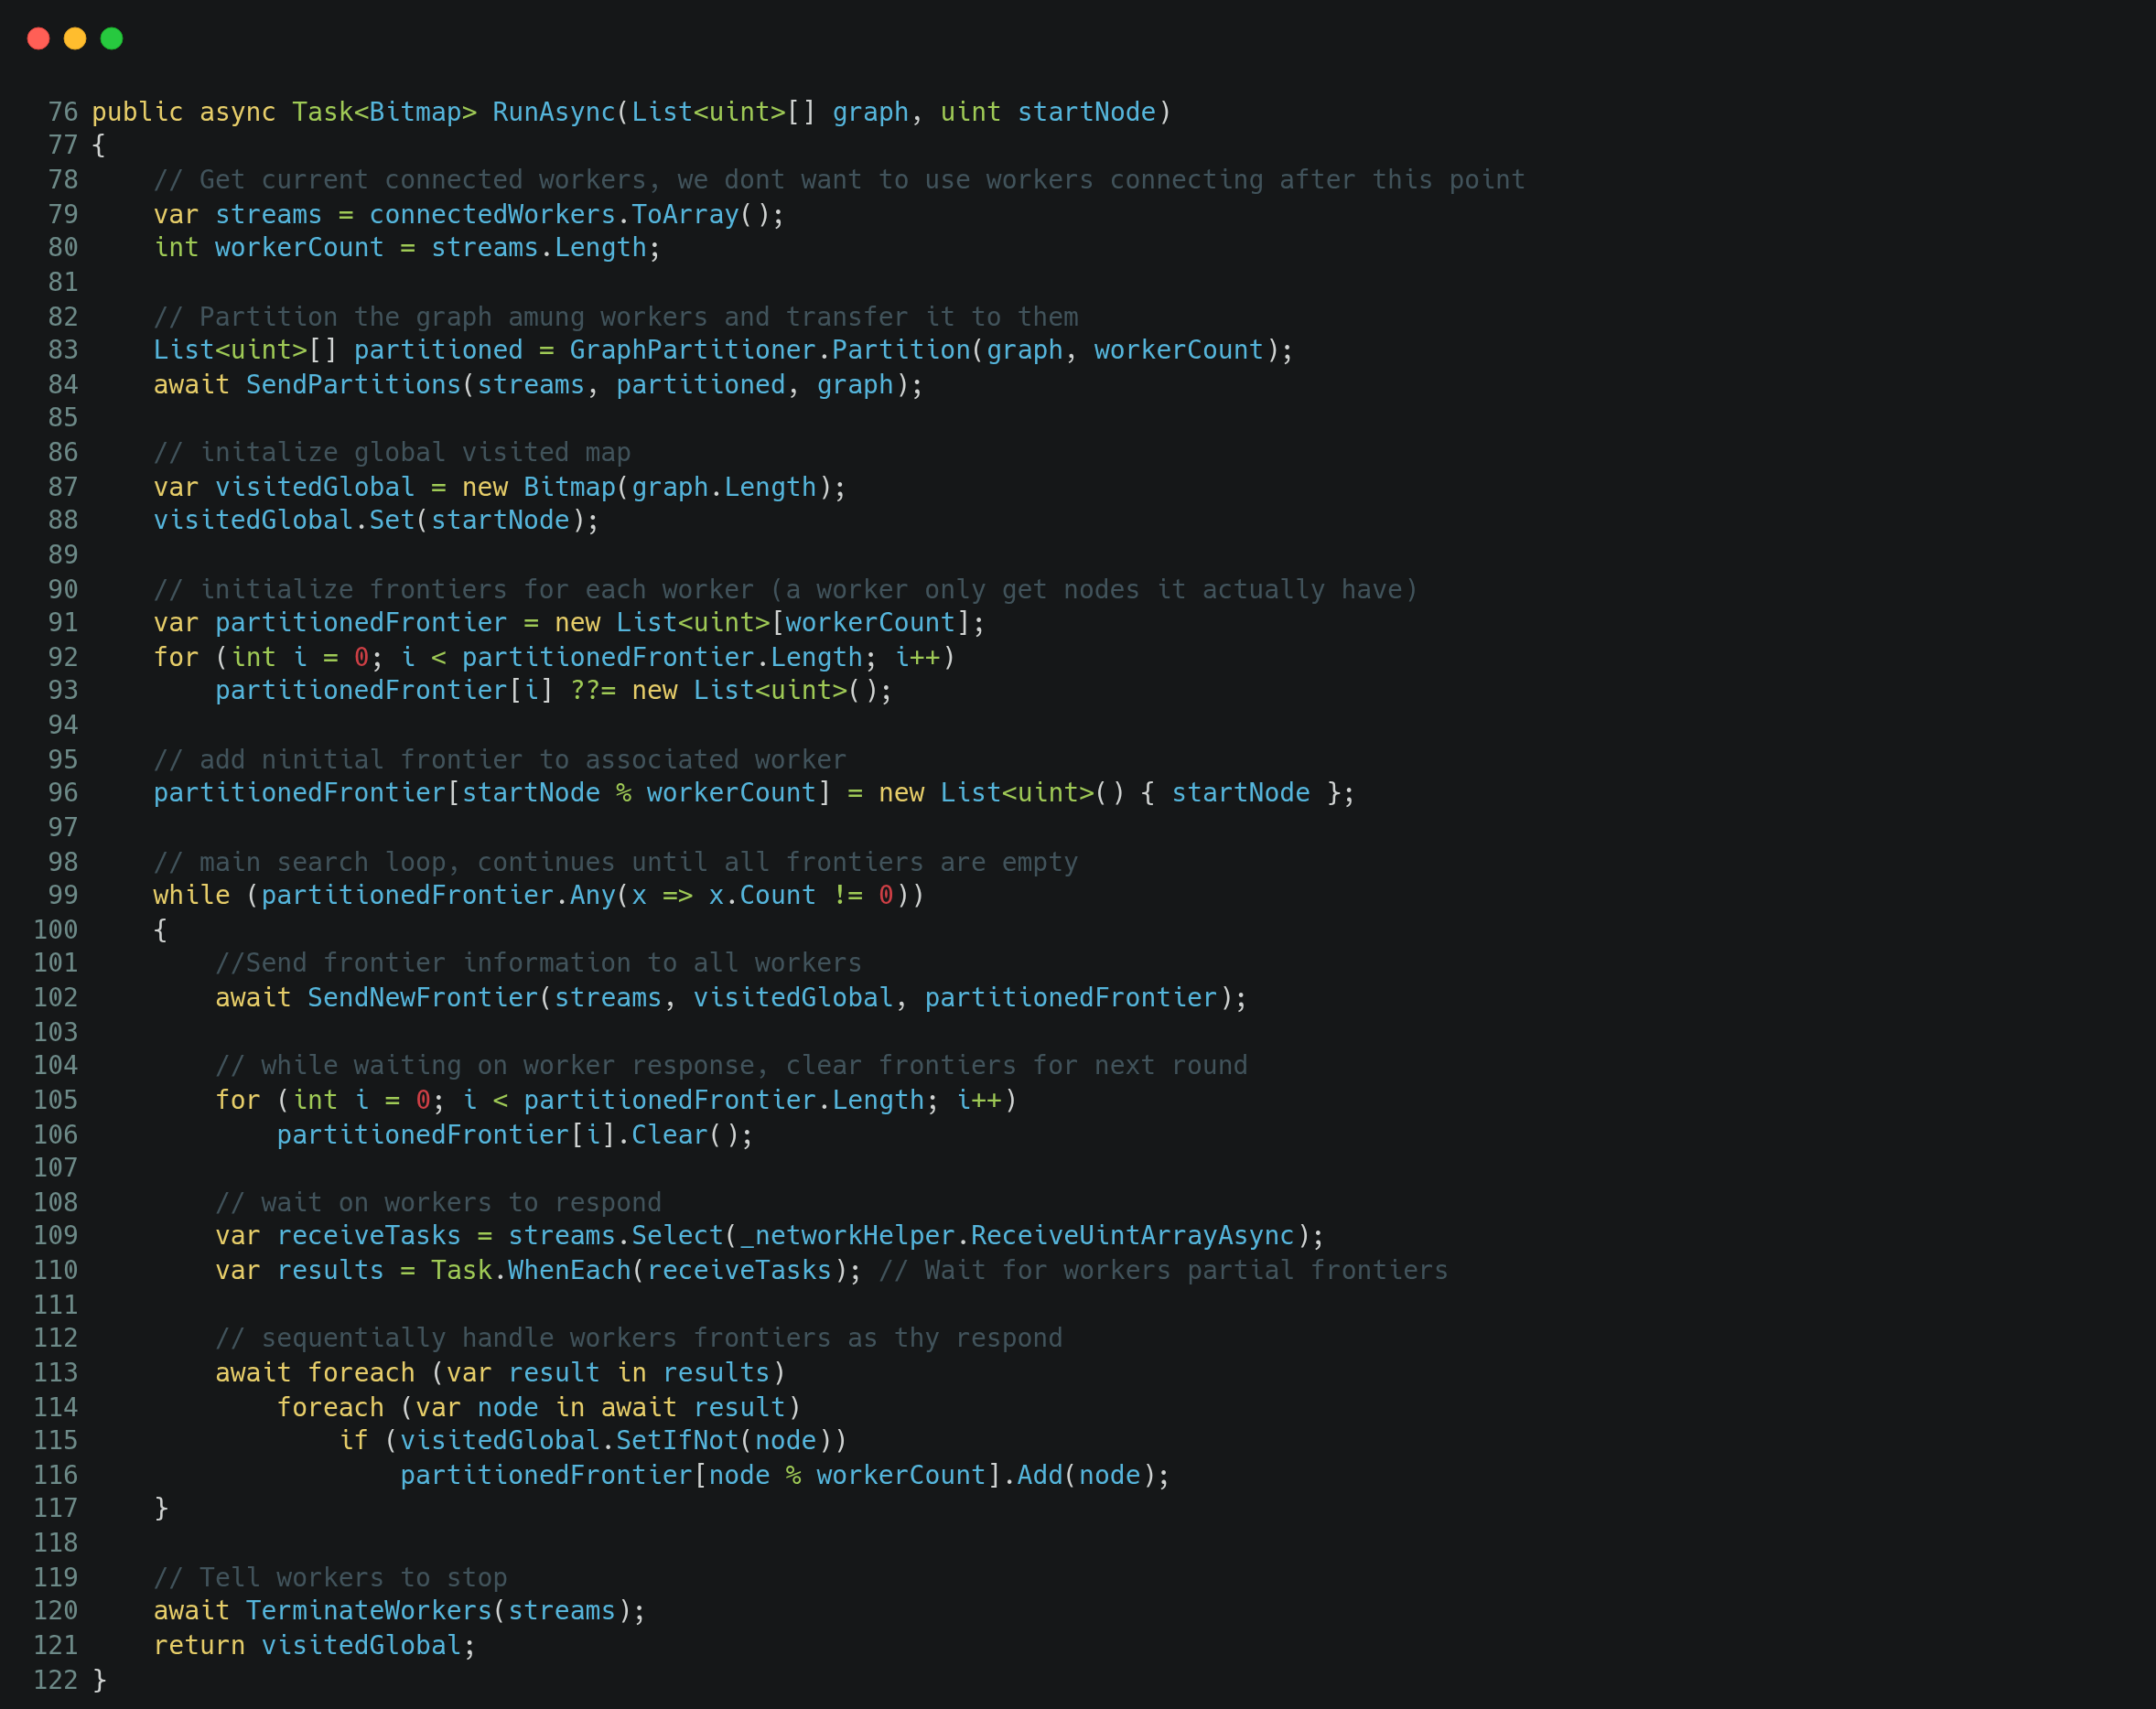 76 public async Task<Bitmap> RunAsync(List<uint>[] graph, uint startNode)
77 {
78     // Get current connected workers, we dont want to use workers connecting after this point
79     var streams = connectedWorkers.ToArray();
80     int workerCount = streams.Length;
81
82     // Partition the graph amung workers and transfer it to them
83     List<uint>[] partitioned = GraphPartitioner.Partition(graph, workerCount);
84     await SendPartitions(streams, partitioned, graph);
85
86     // initalize global visited map
87     var visitedGlobal = new Bitmap(graph.Length);
88     visitedGlobal.Set(startNode);
89
90     // initialize frontiers for each worker (a worker only get nodes it actually have)
91     var partitionedFrontier = new List<uint>[workerCount];
92     for (int i = 0; i < partitionedFrontier.Length; i++)
93         partitionedFrontier[i] ??= new List<uint>();
94
95     // add ninitial frontier to associated worker
96     partitionedFrontier[startNode % workerCount] = new List<uint>() { startNode };
97
98     // main search loop, continues until all frontiers are empty
99     while (partitionedFrontier.Any(x => x.Count != 0))
100     {
101         //Send frontier information to all workers
102         await SendNewFrontier(streams, visitedGlobal, partitionedFrontier);
103
104         // while waiting on worker response, clear frontiers for next round
105         for (int i = 0; i < partitionedFrontier.Length; i++)
106             partitionedFrontier[i].Clear();
107
108         // wait on workers to respond
109         var receiveTasks = streams.Select(_networkHelper.ReceiveUintArrayAsync);
110         var results = Task.WhenEach(receiveTasks); // Wait for workers partial frontiers
111
112         // sequentially handle workers frontiers as thy respond
113         await foreach (var result in results)
114             foreach (var node in await result)
115                 if (visitedGlobal.SetIfNot(node))
116                     partitionedFrontier[node % workerCount].Add(node);
117     }
118
119     // Tell workers to stop
120     await TerminateWorkers(streams);
121     return visitedGlobal;
122 }